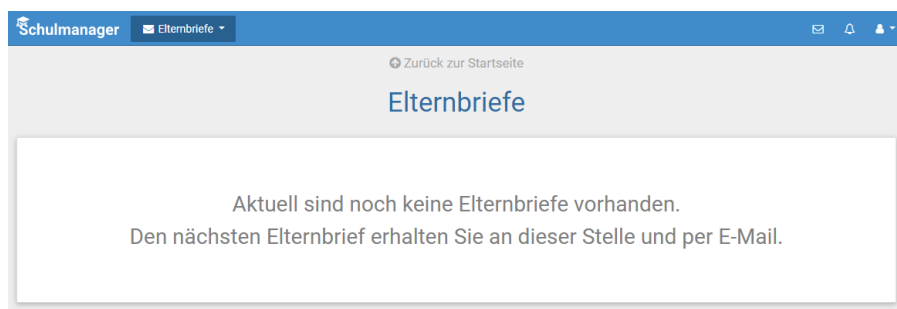 Schulmanager Elternbriefe
Zurück zur Startseite
Elternbriefe
Aktuell sind noch keine Elternbriefe vorhanden.
Den nächsten Elternbrief erhalten Sie an dieser Stelle und per E-Mail.